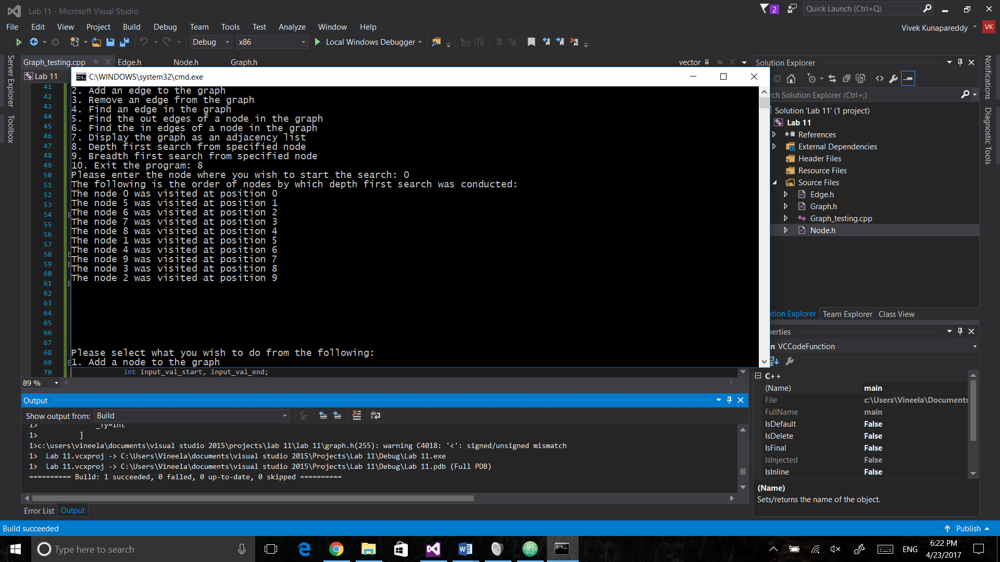 Lab 11 - Microsoft Visual Studio
2
Quick Launch (Ctrl+Q)
File Edit View Project Build Debug Team Tools Test Analyze Window Help
Vivek Kunapareddy VK
Debug x86 Local Windows Debugger
Server Explorer
Toolbox
Graph_testing.cpp Edge.h Node.h Graph.h vector
Lab 11
41
42
43
44
45
46
47
48
49
50
51
52
53
54
55
56
57
58
59
60
61
62
63
64
65
66
67
68
69
70
C:\WINDOWS\system32\cmd.exe
2. Add an edge to the graph
3. Remove an edge from the graph
4. Find an edge in the graph
5. Find the out edges of a node in the graph
6. Find the in edges of a node in the graph
7. Display the graph as an adjacency list
8. Depth first search from specified node
9. Breadth first search from specified node
10. Exit the program: 8
Please enter the node where you wish to start the search: 0
The following is the order of nodes by which depth first search was conducted:
The node 0 was visited at position 0
The node 5 was visited at position 1
The node 6 was visited at position 2
The node 7 was visited at position 3
The node 8 was visited at position 4
The node 1 was visited at position 5
The node 4 was visited at position 6
The node 9 was visited at position 7
The node 3 was visited at position 8
The node 2 was visited at position 9
Please select what you wish to do from the following:
1. Add a node to the graph
int input_val_start, input_val_end;
89 %
Output
Show output from: Build
1> _Ty=int
1> ]
1>c:\users\vineela\documents\visual studio 2015\projects\lab 11\lab 11\graph.h(255): warning C4018: '<': signed/unsigned mismatch
1> Lab 11.vcxproj -> C:\Users\Vineela\documents\visual studio 2015\Projects\Lab 11\Debug\Lab 11.exe
1> Lab 11.vcxproj -> C:\Users\Vineela\documents\visual studio 2015\Projects\Lab 11\Debug\Lab 11.pdb (Full PDB)
========== Build: 1 succeeded, 0 failed, 0 up-to-date, 0 skipped ==========
Error List Output
Solution Explorer
rch Solution Explorer (Ctrl+;)
Solution 'Lab 11' (1 project)
Lab 11
References
External Dependencies
Header Files
Resource Files
Source Files
Edge.h
Graph.h
Graph_testing.cpp
Node.h
ution Explorer Team Explorer Class View
perties
n VCCodeFunction
C++
(Name) main
File c:\Users\Vineela\Documents
FullName main
IsDefault False
IsDelete False
IsFinal False
IsInjected False
IsInline False
(Name)
Sets/returns the name of the object.
Notifications
Diagnostic Tools
Build succeeded
Publish
Type here to search
ENG
6:22 PM
4/23/2017